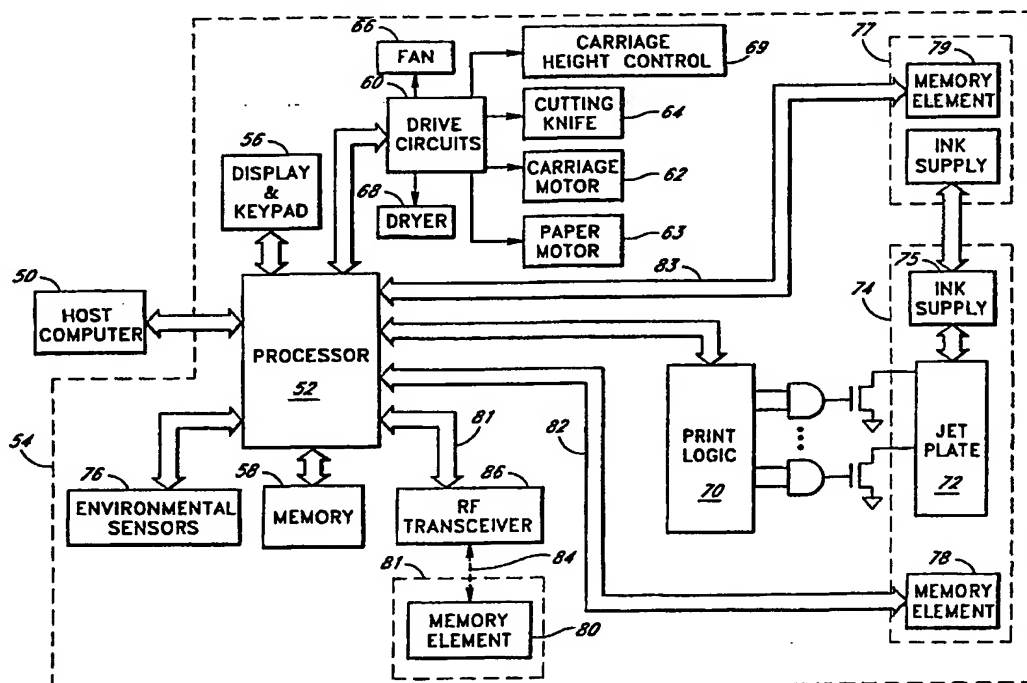 66
FAN
60
DRIVE
CIRCUITS
68
DRYER
CARRIAGE
HEIGHT CONTROL
69
CUTTING
KNIFE
64
CARRIAGE
MOTOR
62
PAPER
MOTOR
63
77
79
MEMORY
ELEMENT
INK
SUPPLY
56
DISPLAY
&
KEYPAD
83
50
HOST
COMPUTER
PROCESSOR
52
74
75
INK
SUPPLY
JET
PLATE
72
PRINT
LOGIC
70
54
76
ENVIRONMENTAL
SENSORS
58
MEMORY
81
86
RF
TRANSCEIVER
82
84
81
MEMORY
ELEMENT
80
78
MEMORY
ELEMENT